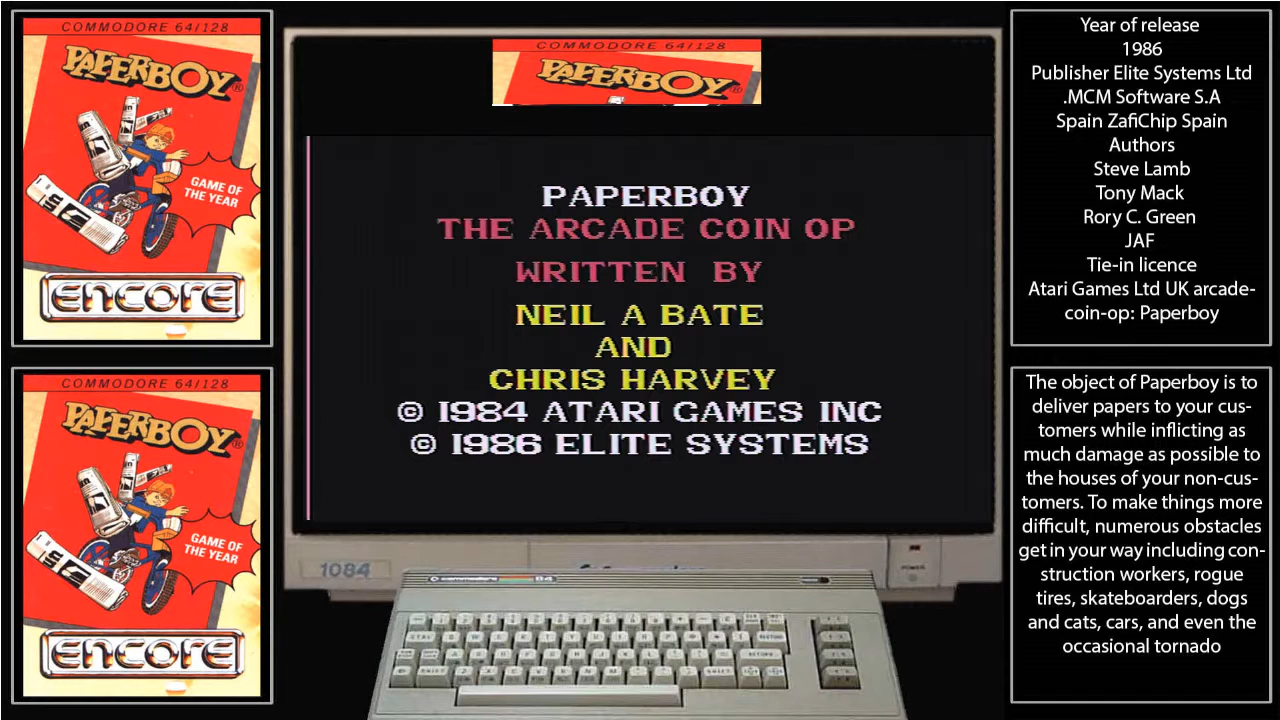 COMMODORE 64/128
PAPERBOY®
GAME OF
THE YEAR
ENCORE
COMMODORE 64/128
PAPERBOY®
GAME OF
THE YEAR
ENCORE
COMMODORE 64/128
PAPERBOY®
PAPERBOY
THE ARCADE COIN OP
WRITTEN BY
NEIL A BATE
AND
CHRIS HARVEY
© 1984 ATARI GAMES INC
© 1986 ELITE SYSTEMS
1084
POWER
commodore 64
Year of release
1986
Publisher Elite Systems Ltd
.MCM Software S.A
Spain ZafiChip Spain
Authors
Steve Lamb
Tony Mack
Rory C. Green
JAF
Tie-in licence
Atari Games Ltd UK arcade-
coin-op: Paperboy
The object of Paperboy is to
deliver papers to your cus-
tomers while inflicting as
much damage as possible to
the houses of your non-cus-
tomers. To make things more
difficult, numerous obstacles
get in your way including con-
struction workers, rogue
tires, skateboarders, dogs
and cats, cars, and even the
occasional tornado